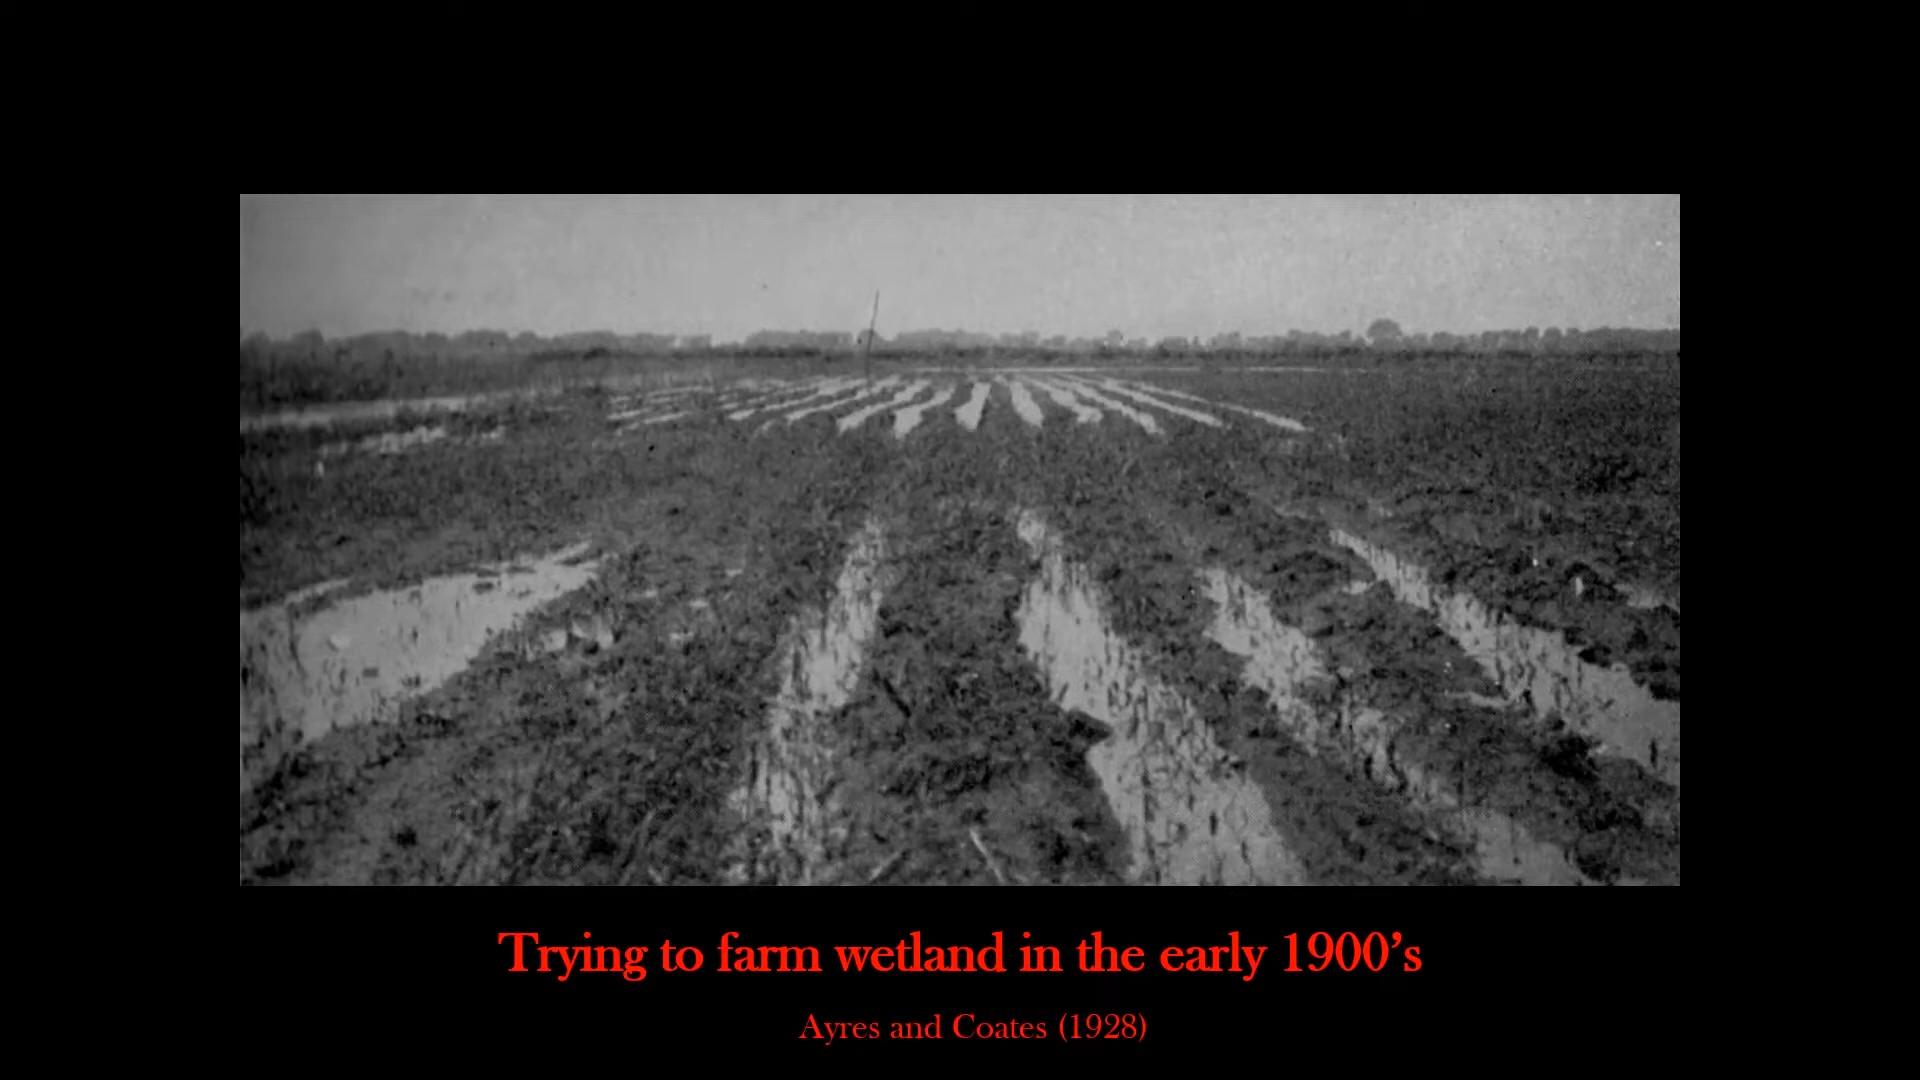 Trying to farm wetland in the early 1900’s
Ayres and Coates (1928)